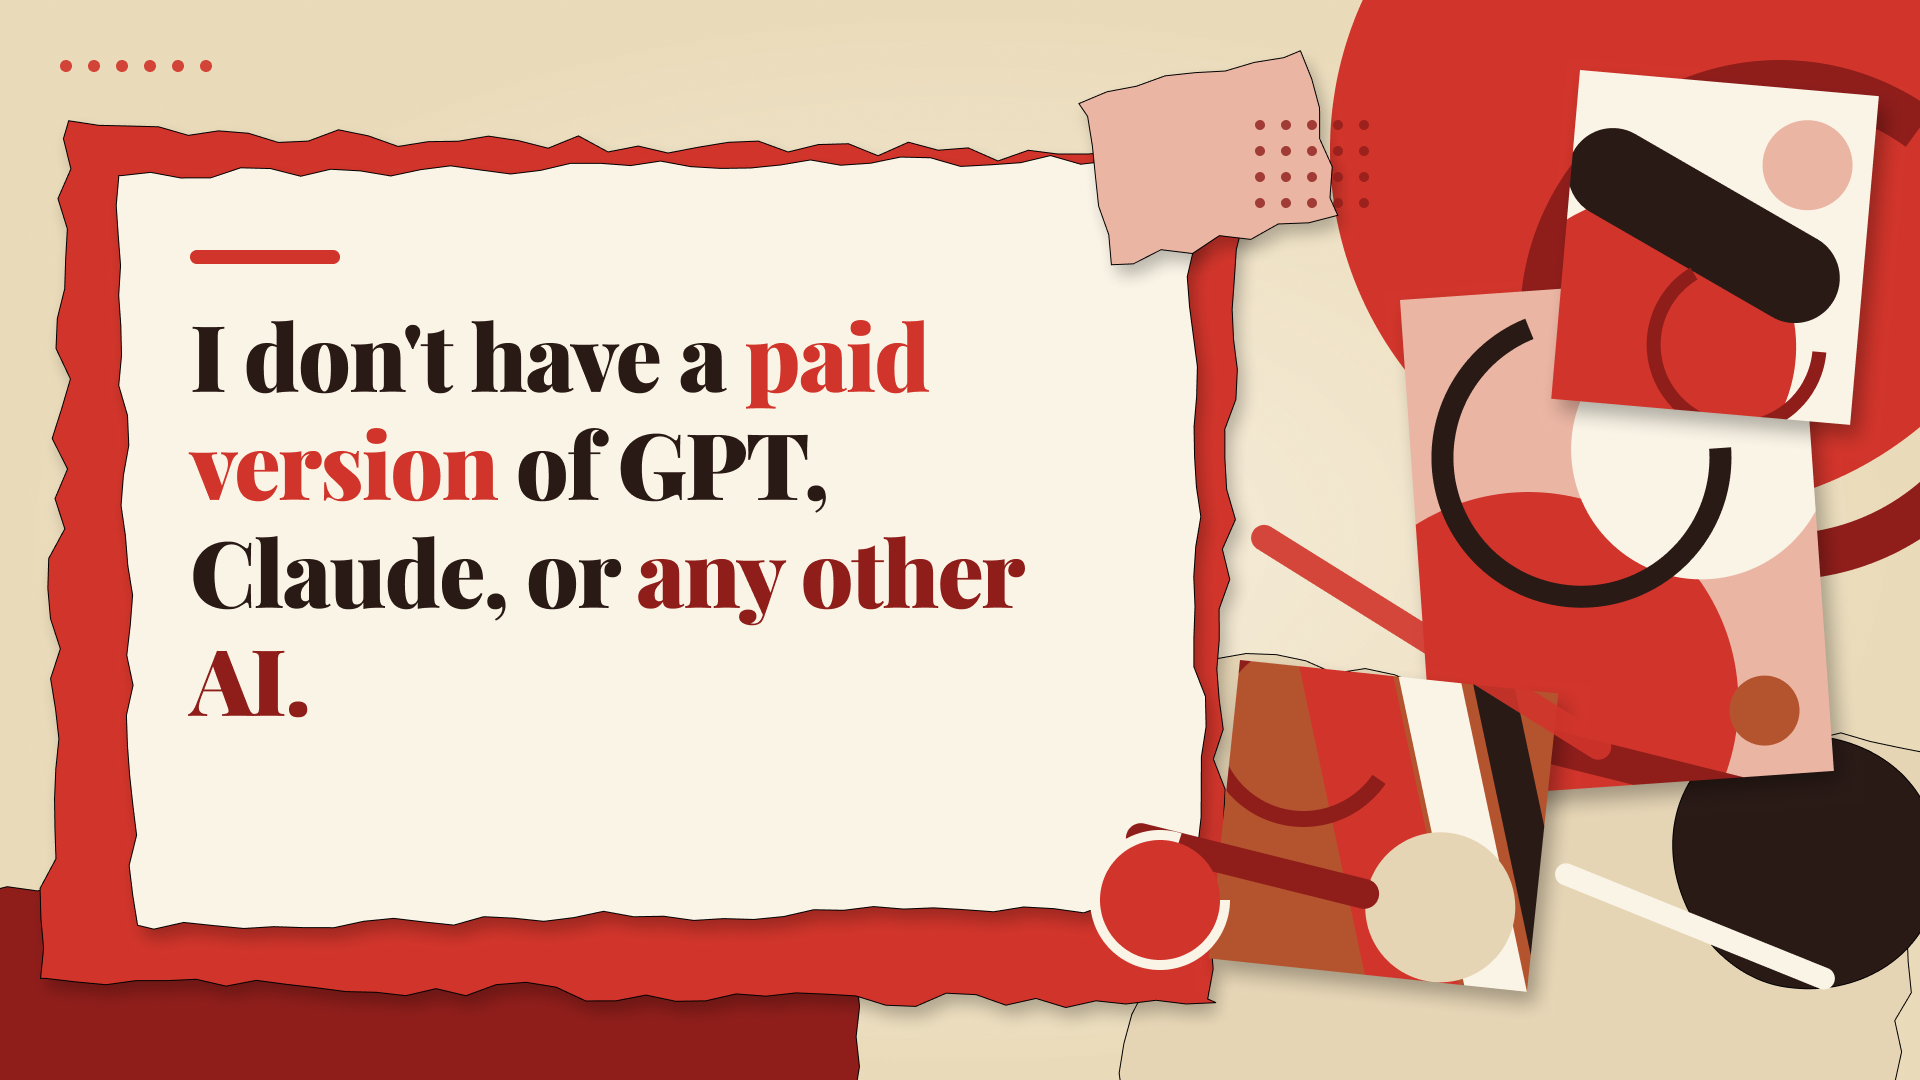 I don't have a paid
version of GPT,
Claude, or any other
AI.